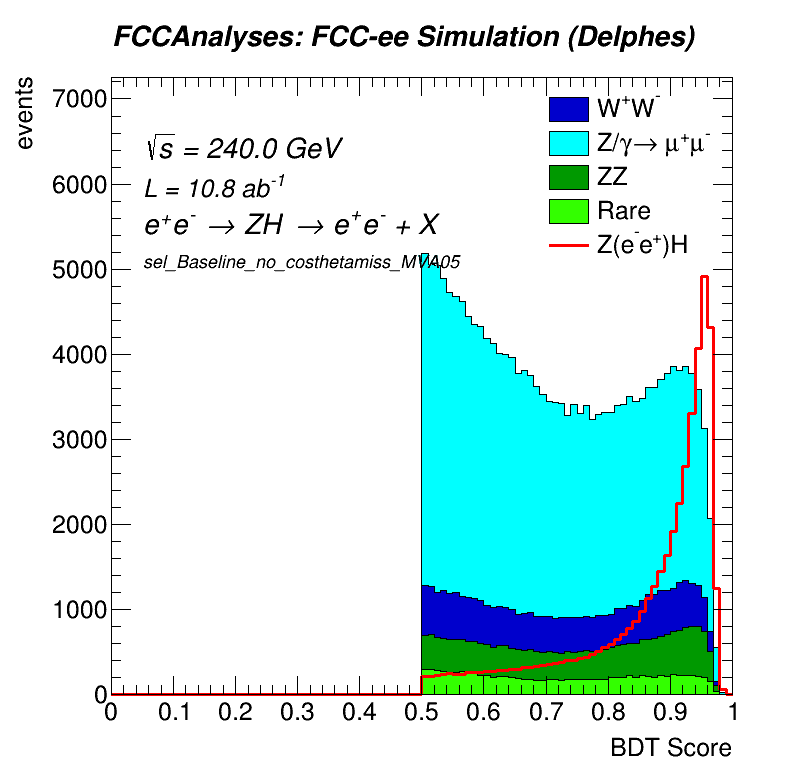 FCCAnalyses: FCC-ee Simulation (Delphes)
events
7000
6000
5000
4000
3000
2000
1000
0
√s = 240.0 GeV
L = 10.8 ab⁻¹
e⁺e⁻ → ZH → e⁺e⁻ + X
sel_Baseline_no_costhetamiss_MVA05
W⁺W⁻
Z/γ→ μ⁺μ⁻
ZZ
Rare
Z(e⁻e⁺)H
0 0.1 0.2 0.3 0.4 0.5 0.6 0.7 0.8 0.9 1
BDT Score